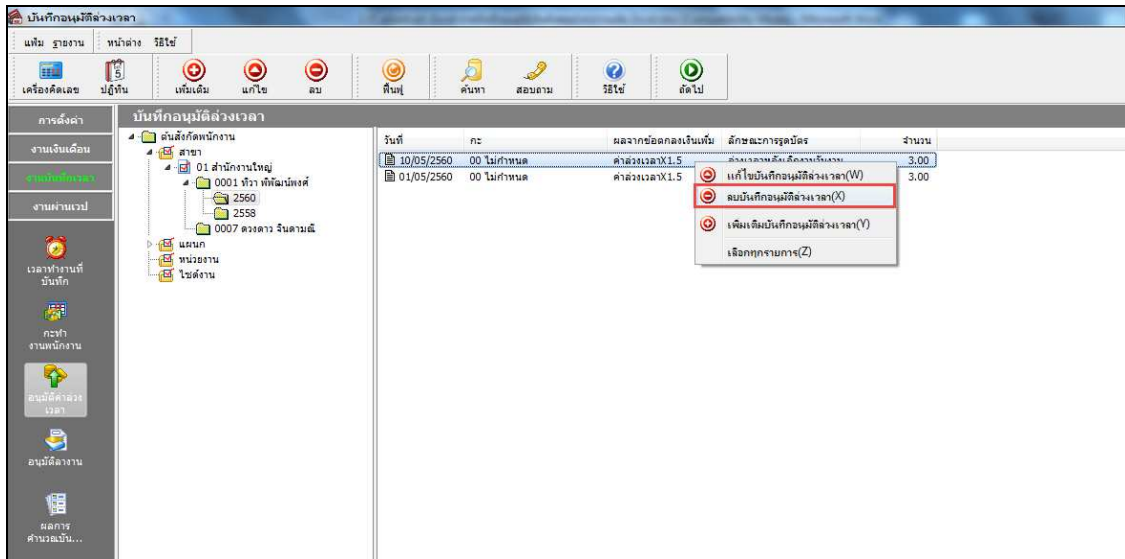 บันทึกอนุมัติล่วงเวลา
แฟ้ม รายงาน หน้าต่าง วิธีใช้
เครื่องคิดเลข ปฏิทิน เพิ่มเติม แก้ไข ลบ ฟื้นฟู ค้นหา สอบถาม วิธีใช้ ถัดไป
การตั้งค่า
งานเงินเดือน
งานบันทึกเวลา
งานผ่านเวป
เวลาทำงานที่
บันทึก
กะทำ
งานพนักงาน
อนุมัติค่าล่วง
เวลา
อนุมัติลางาน
ผลการ
คำนวณบัน...
บันทึกอนุมัติล่วงเวลา
ต้นสังกัดพนักงาน
สาขา
01 สำนักงานใหญ่
0001 ทิวา พิพัฒน์พงศ์
2560
2558
0007 ดวงดาว จินดามณี
แผนก
หน่วยงาน
ไซด์งาน
วันที่ กะ ผลจากข้อตกลงเงินเพิ่ม ลักษณะการรูดบัตร จำนวน
10/05/2560 00 ไม่กำหนด ค่าล่วงเวลาX1.5 3.00
01/05/2560 00 ไม่กำหนด ค่าล่วงเวลาX1.5 3.00
แก้ไขบันทึกอนุมัติล่วงเวลา(W)
ลบบันทึกอนุมัติล่วงเวลา(X)
เพิ่มเติมบันทึกอนุมัติล่วงเวลา(Y)
เลือกทุกรายการ(Z)